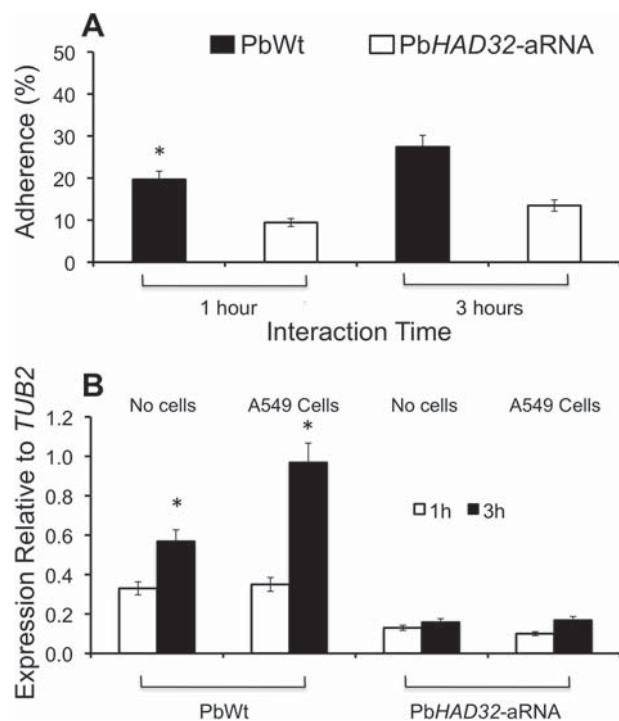 A
PbWt
PbHAD32-aRNA
Adherence (%)
50
40
30
20
10
0
*
1 hour
3 hours
Interaction Time
B
Expression Relative to TUB2
No cells
A549 Cells
No cells
A549 Cells
1.2
1.0
0.8
0.6
0.4
0.2
0.0
*
*
1h
3h
PbWt
PbHAD32-aRNA